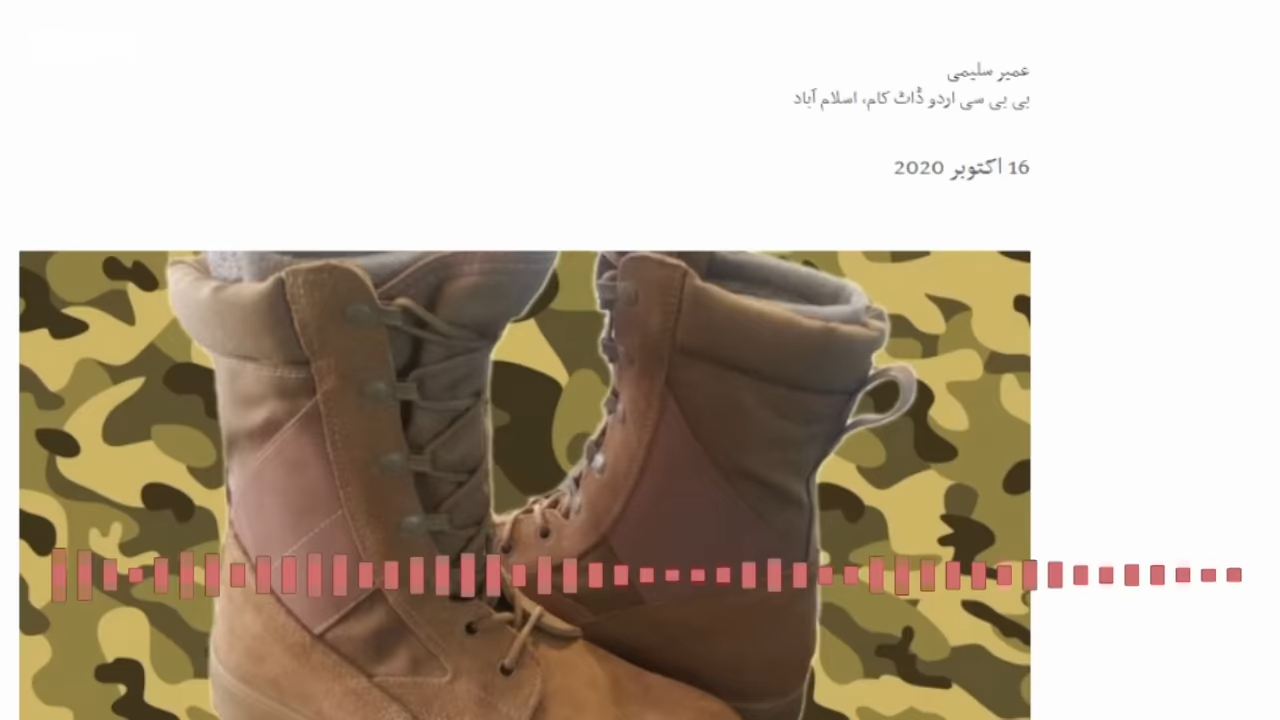 عمیر سلیمی
بی بی سی اردو ڈاٹ کام، اسلام آباد
16 اکتوبر 2020